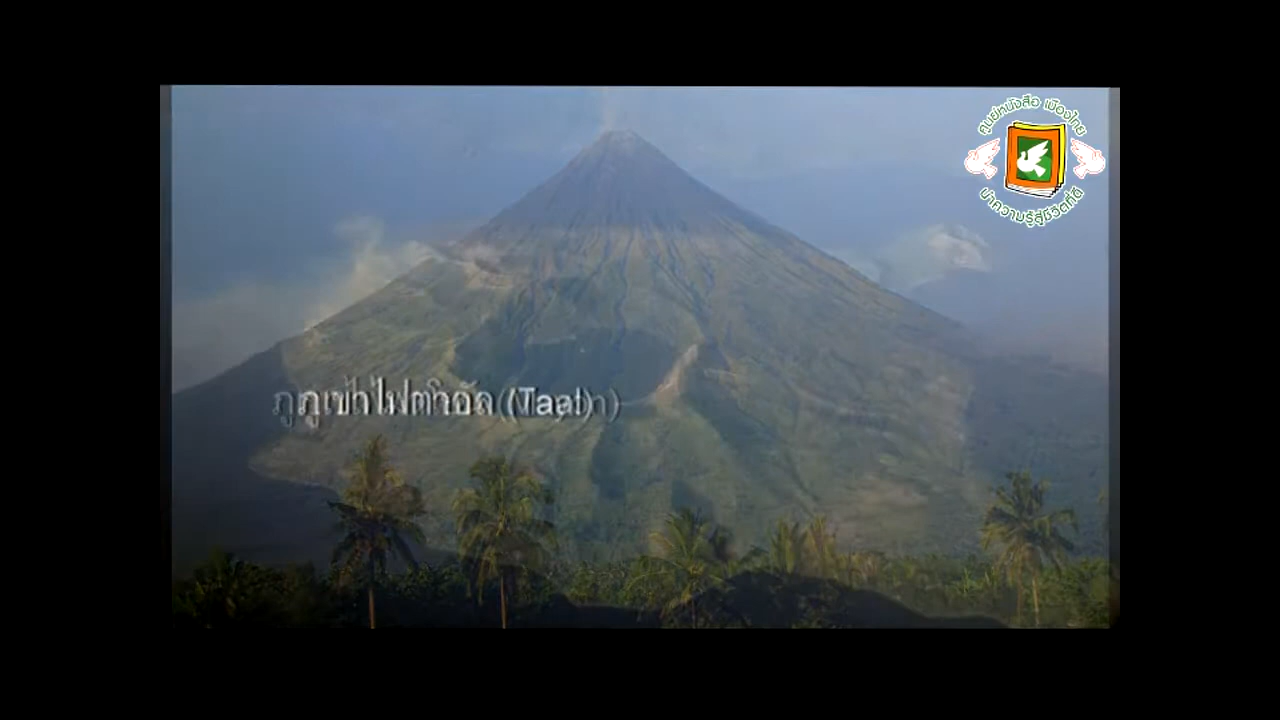 ศูนย์หนังสือ เมืองไทย
นำความรู้สู่ชีวิตที่ดี
ภูเขาไฟตาอัล (Taal)